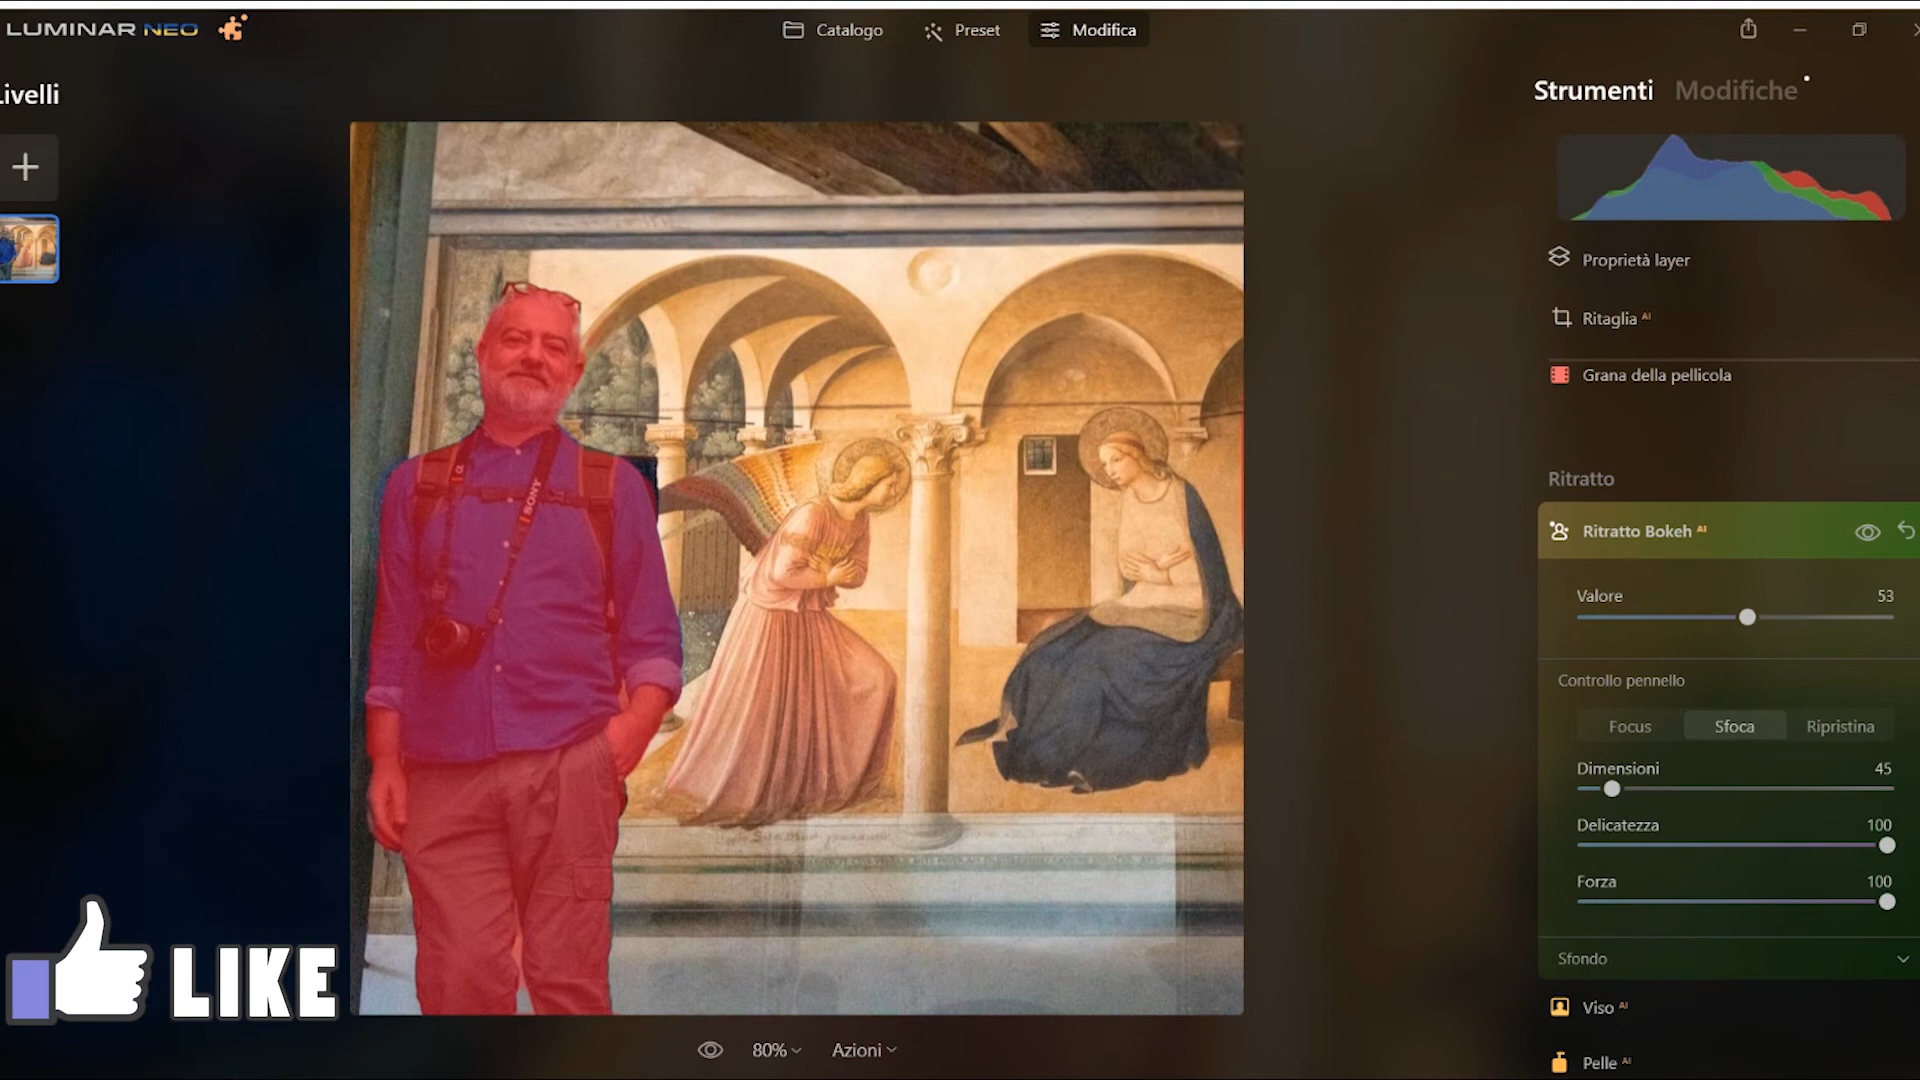 LUMINAR NEO
Catalogo
Preset
Modifica
Livelli
Strumenti
Modifiche
Proprietà layer
Ritaglia AI
Grana della pellicola
Ritratto
Ritratto Bokeh AI
Valore 53
Controllo pennello
Focus
Sfoca
Ripristina
Dimensioni 45
Delicatezza 100
Forza 100
Sfondo
Viso AI
Pelle AI
80%
Azioni
α
SONY
LIKE